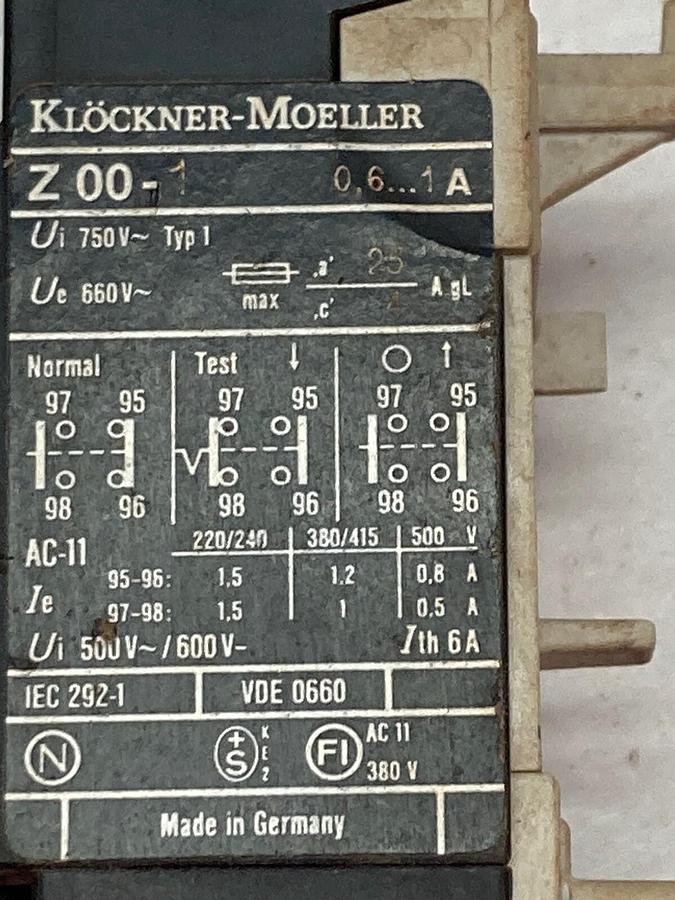 KLÖCKNER-MOELLER
Z 00-1 0,6...1 A
Ui 750V~ Typ 1
Ue 660V~ max ,a' 25 A gL
,c' 4
Normal Test ↓ ○ ↑
97 95 97 95 97 95
98 96 98 96 98 96
AC-11 220/240 380/415 500 V
Ie 95-96: 1,5 1.2 0,8 A
97-98: 1,5 1 0,5 A
Ui 500V~/600V- Ith 6A
IEC 292-1 VDE 0660
N +S KE2 FI AC 11
380 V
Made in Germany